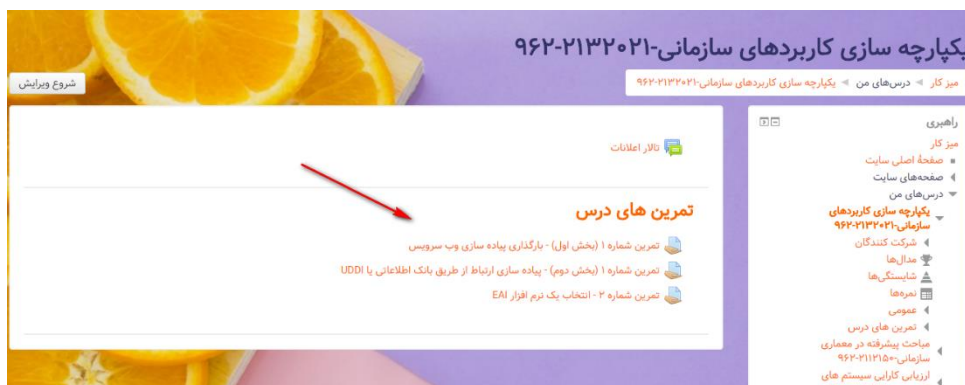 یکپارچه سازی کاربردهای سازمانی-۲۱۳۲۰۲۱-۹۶۲
میز کار ◄ درس‌های من ◄ یکپارچه سازی کاربردهای سازمانی-۲۱۳۲۰۲۱-۹۶۲
شروع ویرایش
راهبری
میز کار
صفحهٔ اصلی سایت
صفحه‌های سایت
درس‌های من
یکپارچه سازی کاربردهای
سازمانی-۲۱۳۲۰۲۱-۹۶۲
شرکت کنندگان
مدال‌ها
شایستگی‌ها
نمره‌ها
عمومی
تمرین های درس
مباحث پیشرفته در معماری
سازمانی-۲۱۱۲۱۵۰-۹۶۲
ارزیابی کارایی سیستم های
تالار اعلانات
تمرین های درس
تمرین شماره ۱ (بخش اول) - بارگذاری پیاده سازی وب سرویس
تمرین شماره ۱ (بخش دوم) - پیاده سازی ارتباط از طریق بانک اطلاعاتی یا UDDI
تمرین شماره ۲ - انتخاب یک نرم افزار EAI